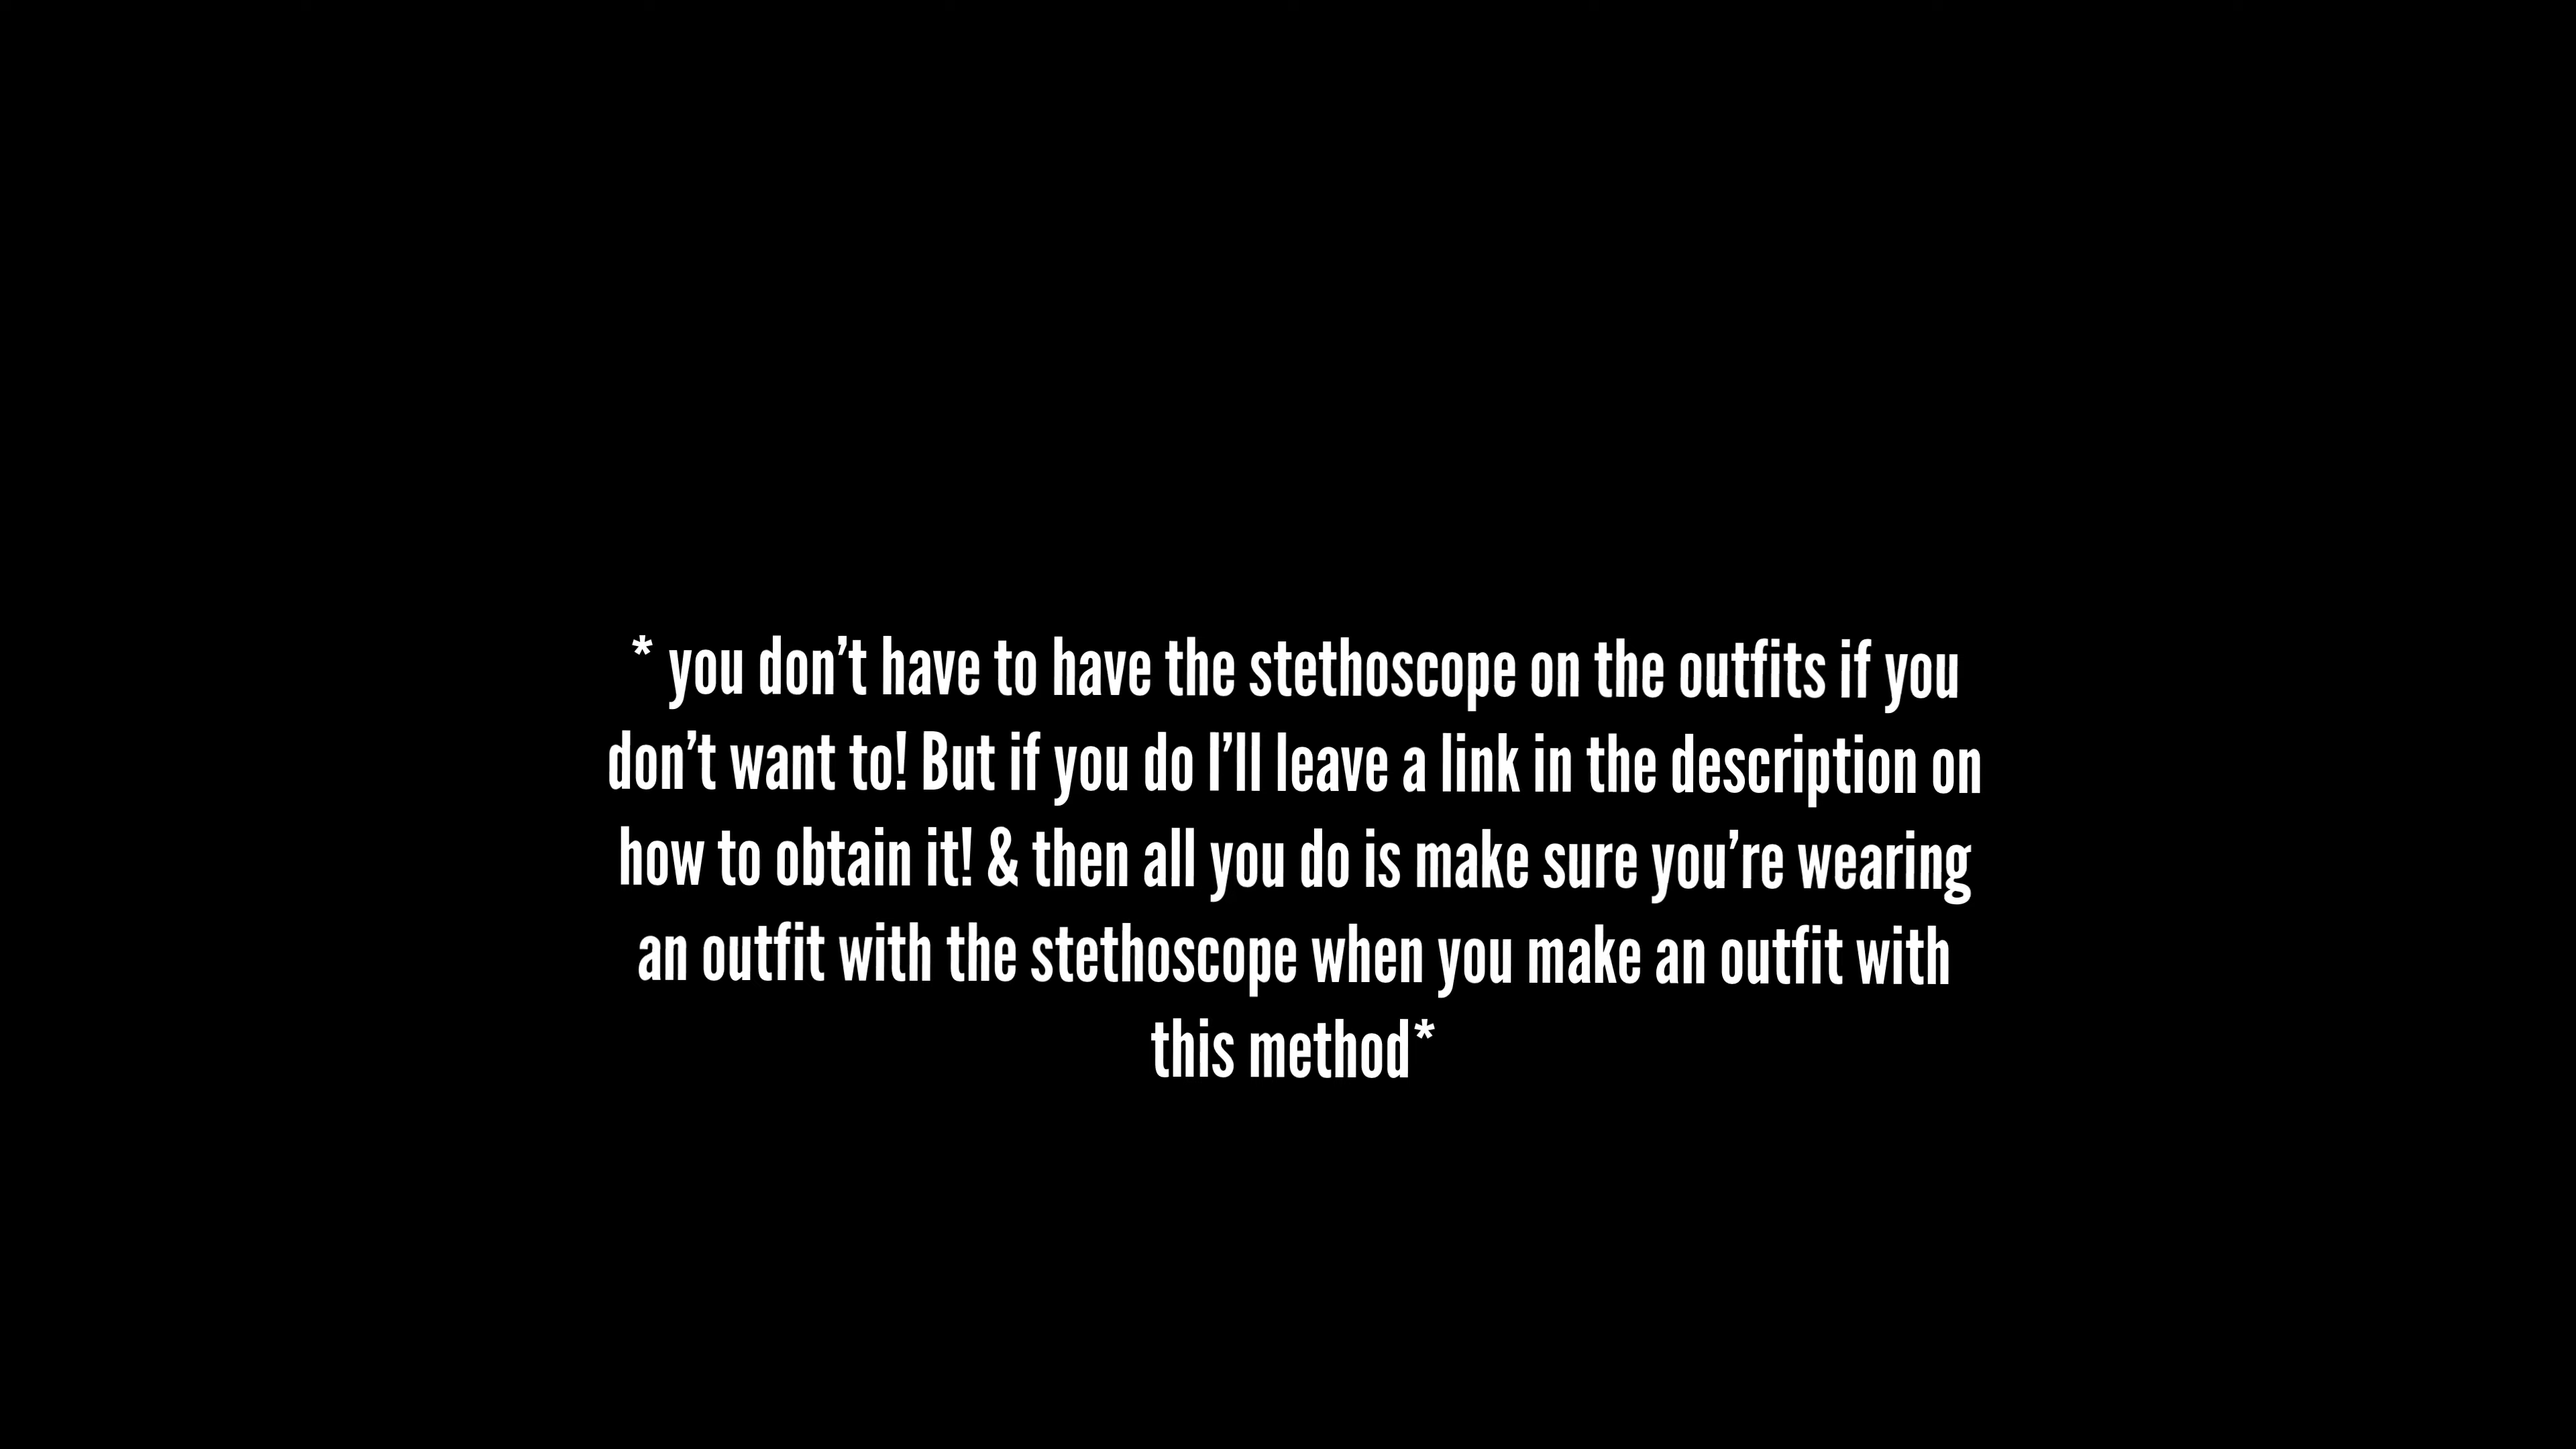 * you don’t have to have the stethoscope on the outfits if you
don’t want to! But if you do I’ll leave a link in the description on
how to obtain it! & then all you do is make sure you’re wearing
an outfit with the stethoscope when you make an outfit with
this method*